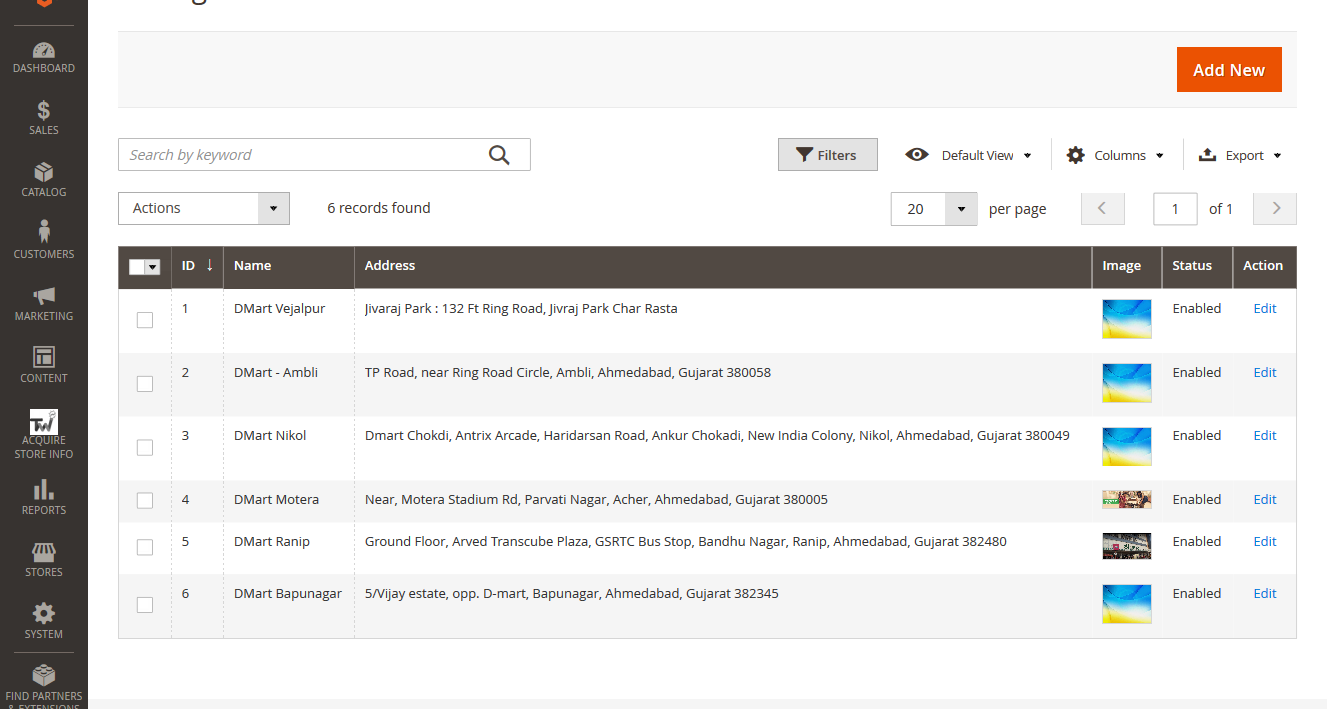 DASHBOARD
SALES
CATALOG
CUSTOMERS
MARKETING
CONTENT
TW
ACQUIRE
STORE INFO
REPORTS
STORES
SYSTEM
FIND PARTNERS
& EXTENSIONS
Add New
Search by keyword
Filters
Default View
Columns
Export
Actions
6 records found
20 per page
1 of 1
ID ↓ Name Address Image Status Action
1 DMart Vejalpur Jivaraj Park : 132 Ft Ring Road, Jivraj Park Char Rasta Enabled Edit
2 DMart - Ambli TP Road, near Ring Road Circle, Ambli, Ahmedabad, Gujarat 380058 Enabled Edit
3 DMart Nikol Dmart Chokdi, Antrix Arcade, Haridarsan Road, Ankur Chokadi, New India Colony, Nikol, Ahmedabad, Gujarat 380049 Enabled Edit
4 DMart Motera Near, Motera Stadium Rd, Parvati Nagar, Acher, Ahmedabad, Gujarat 380005 Enabled Edit
5 DMart Ranip Ground Floor, Arved Transcube Plaza, GSRTC Bus Stop, Bandhu Nagar, Ranip, Ahmedabad, Gujarat 382480 Enabled Edit
6 DMart Bapunagar 5/Vijay estate, opp. D-mart, Bapunagar, Ahmedabad, Gujarat 382345 Enabled Edit